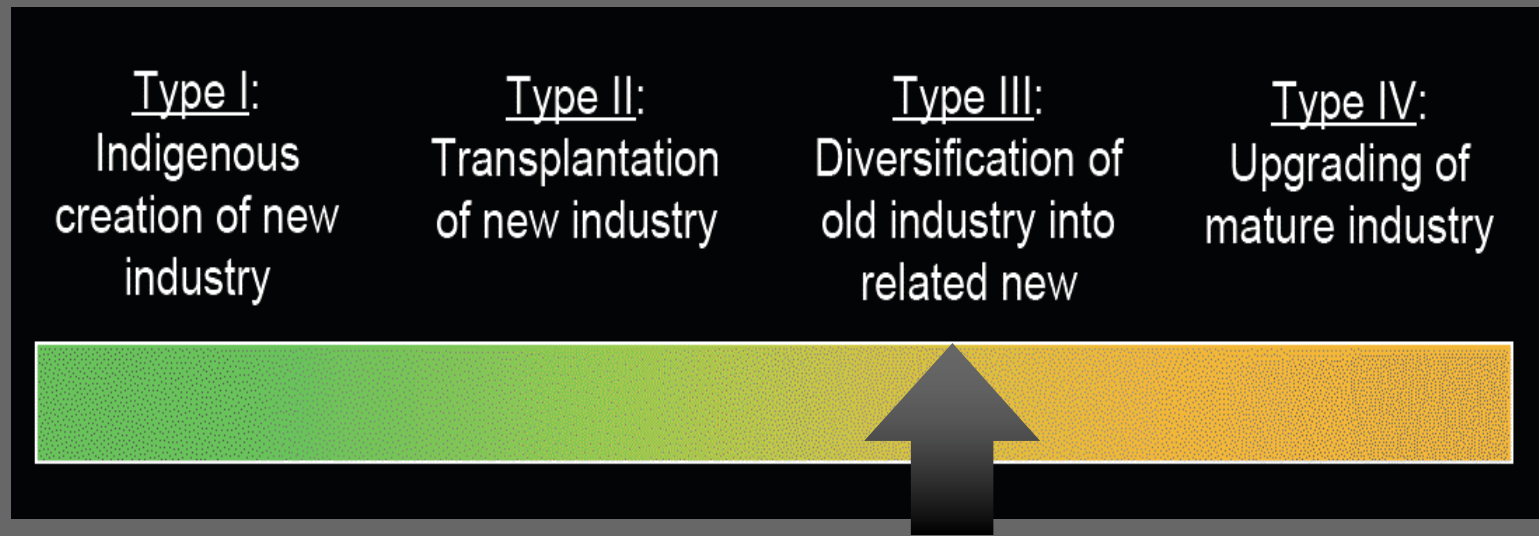 Type I:
Indigenous
creation of new
industry
Type II:
Transplantation
of new industry
Type III:
Diversification of
old industry into
related new
Type IV:
Upgrading of
mature industry